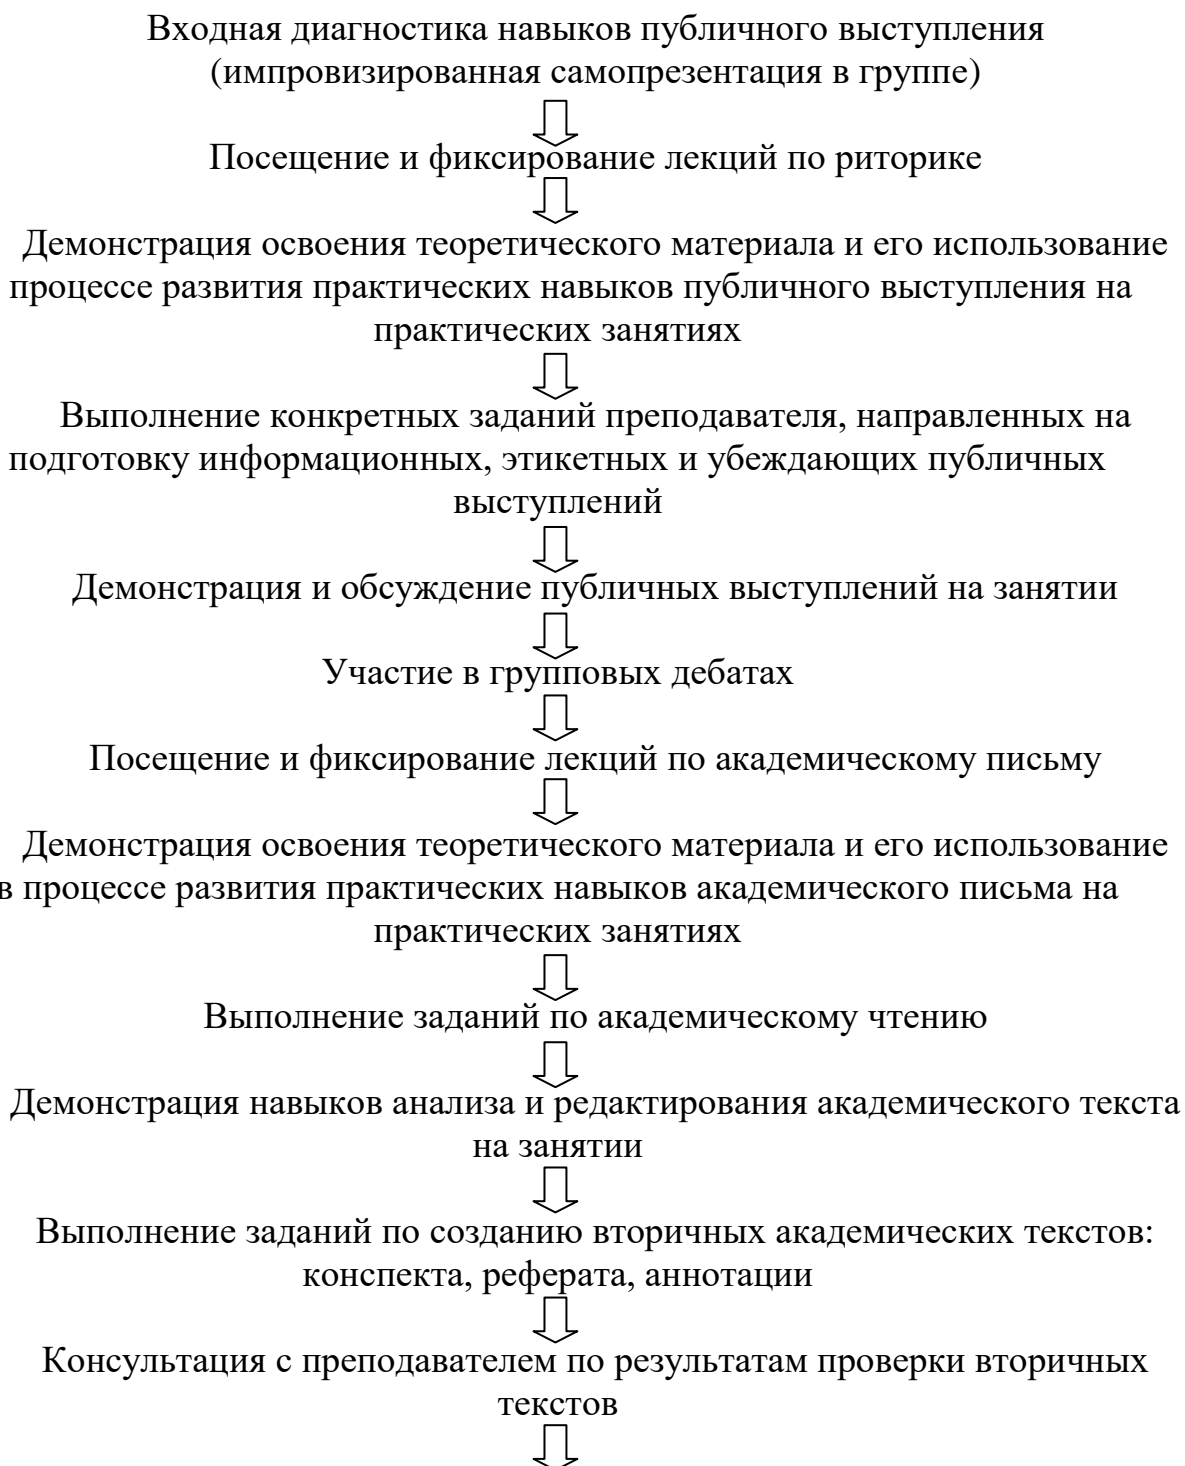 Входная диагностика навыков публичного выступления
(импровизированная самопрезентация в группе)
Посещение и фиксирование лекций по риторике
Демонстрация освоения теоретического материала и его использование
процессе развития практических навыков публичного выступления на
практических занятиях
Выполнение конкретных заданий преподавателя, направленных на
подготовку информационных, этикетных и убеждающих публичных
выступлений
Демонстрация и обсуждение публичных выступлений на занятии
Участие в групповых дебатах
Посещение и фиксирование лекций по академическому письму
Демонстрация освоения теоретического материала и его использование
в процессе развития практических навыков академического письма на
практических занятиях
Выполнение заданий по академическому чтению
Демонстрация навыков анализа и редактирования академического текста
на занятии
Выполнение заданий по созданию вторичных академических текстов:
конспекта, реферата, аннотации
Консультация с преподавателем по результатам проверки вторичных
текстов